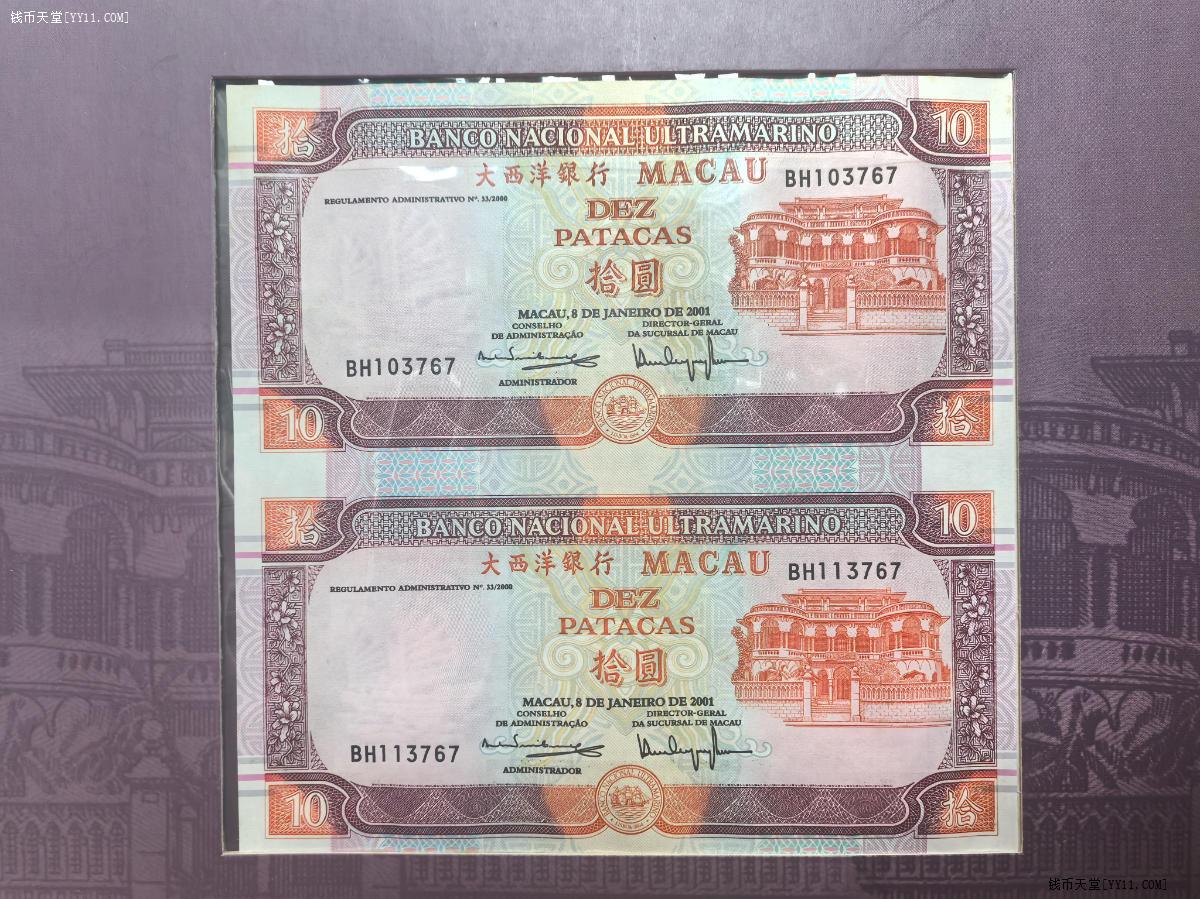 钱币天堂[YY11.COM]
拾 BANCO NACIONAL ULTRAMARINO 10
大西洋銀行 MACAU BH103767
REGULAMENTO ADMINISTRATIVO Nº. 33/2000
DEZ
PATACAS
拾圓
MACAU, 8 DE JANEIRO DE 2001
CONSELHO DIRECTOR-GERAL
DE ADMINISTRAÇÃO DA SUCURSAL DE MACAU
BH103767
ADMINISTRADOR
10 拾
拾 BANCO NACIONAL ULTRAMARINO 10
大西洋銀行 MACAU BH113767
REGULAMENTO ADMINISTRATIVO Nº. 33/2000
DEZ
PATACAS
拾圓
MACAU, 8 DE JANEIRO DE 2001
CONSELHO DIRECTOR-GERAL
DE ADMINISTRAÇÃO DA SUCURSAL DE MACAU
BH113767
ADMINISTRADOR
10 拾
钱币天堂[YY11.COM]